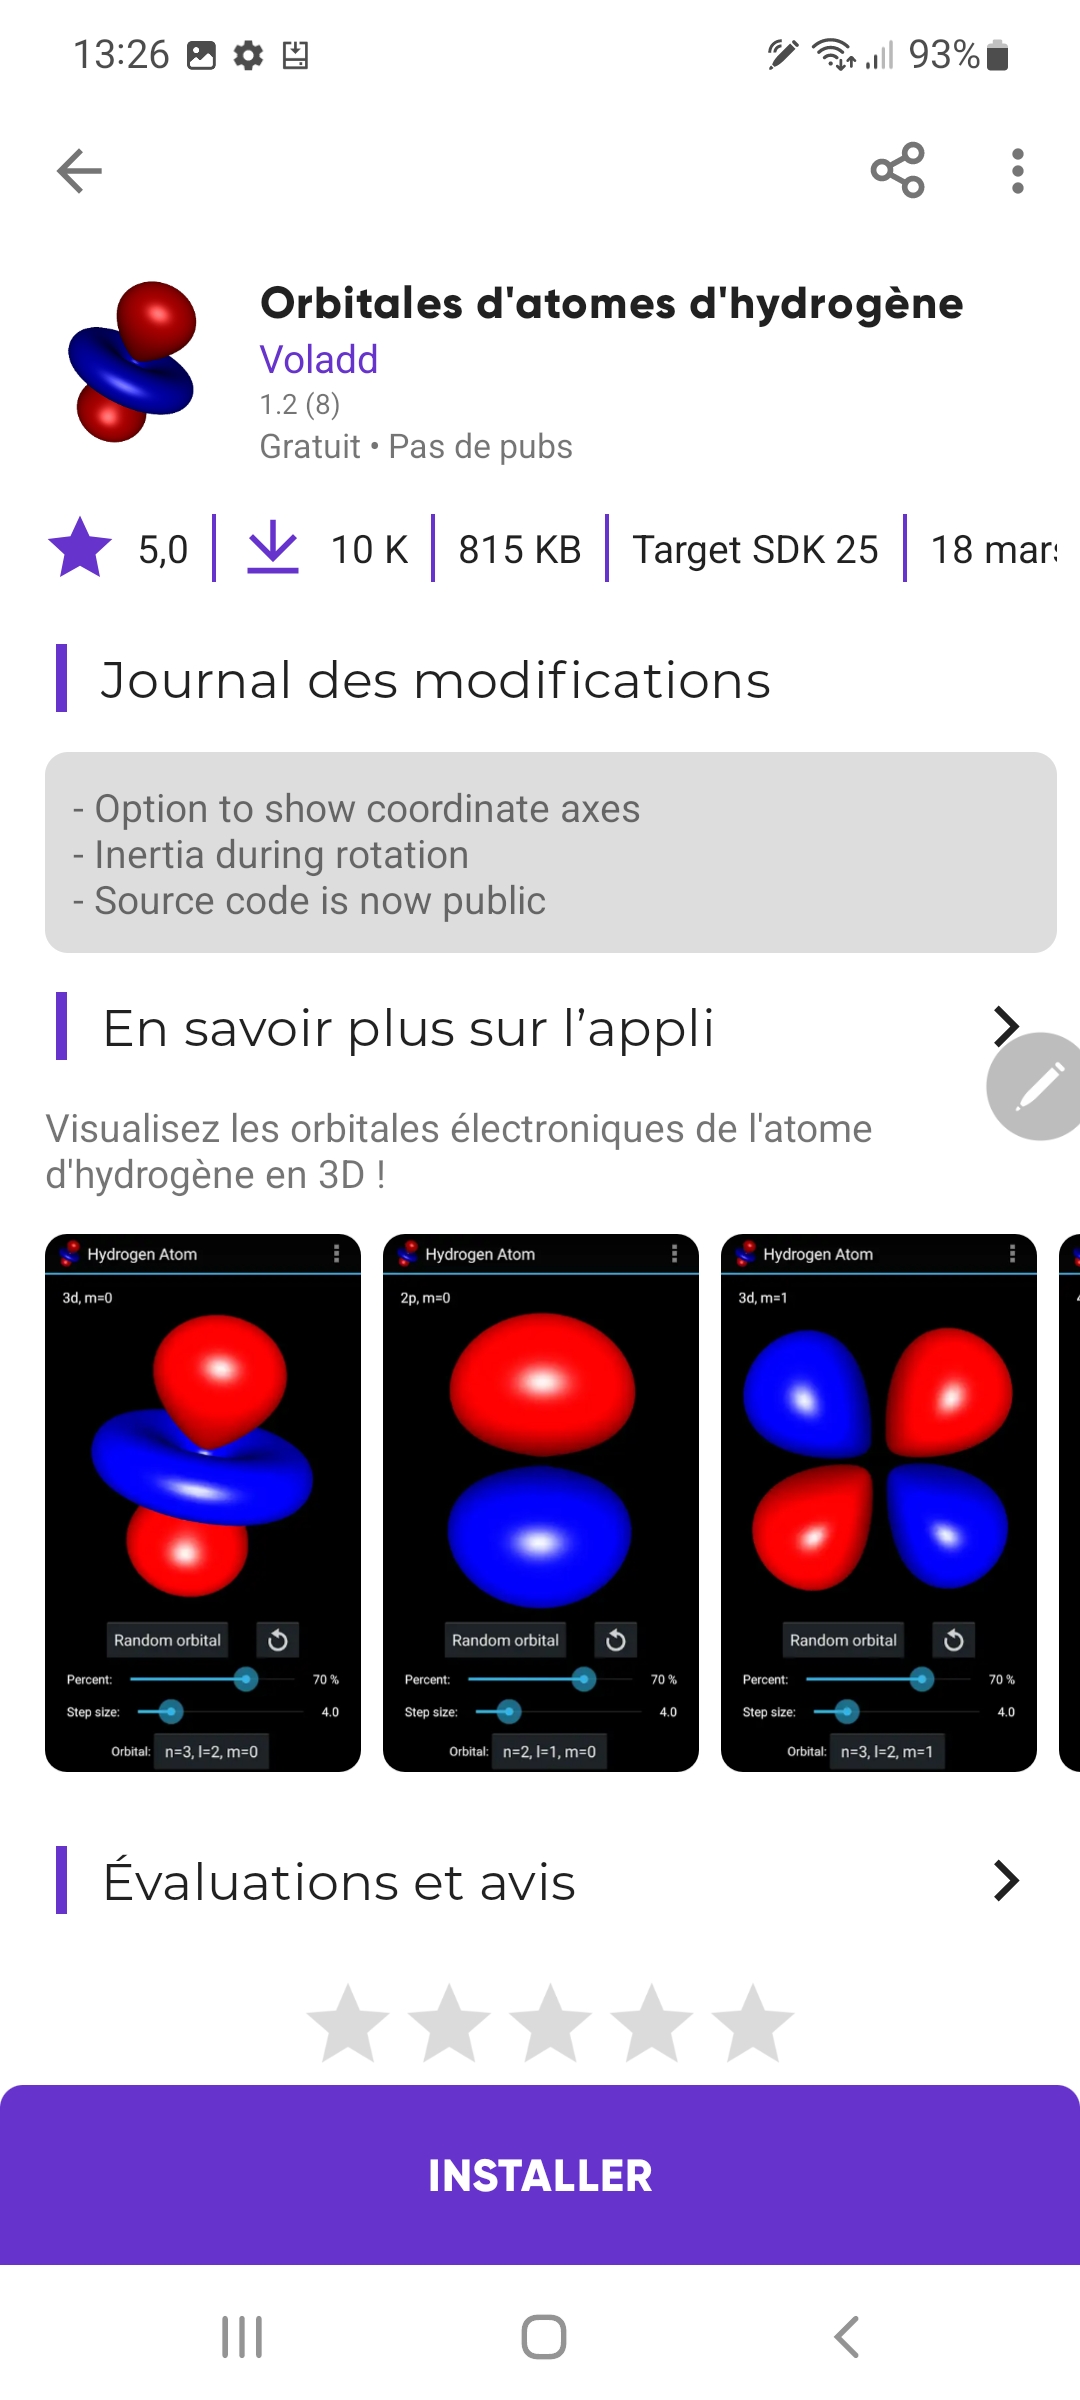 13:26 93%
Orbitales d'atomes d'hydrogène
Voladd
1.2 (8)
Gratuit • Pas de pubs
5,0 10 K 815 KB Target SDK 25 18 mars
Journal des modifications
- Option to show coordinate axes
- Inertia during rotation
- Source code is now public
En savoir plus sur l’appli
Visualisez les orbitales électroniques de l'atome
d'hydrogène en 3D !
Hydrogen Atom
3d, m=0
Random orbital
Percent: 70 %
Step size: 4.0
Orbital: n=3, l=2, m=0
Hydrogen Atom
2p, m=0
Random orbital
Percent: 70 %
Step size: 4.0
Orbital: n=2, l=1, m=0
Hydrogen Atom
3d, m=1
Random orbital
Percent: 70 %
Step size: 4.0
Orbital: n=3, l=2, m=1
Évaluations et avis
INSTALLER